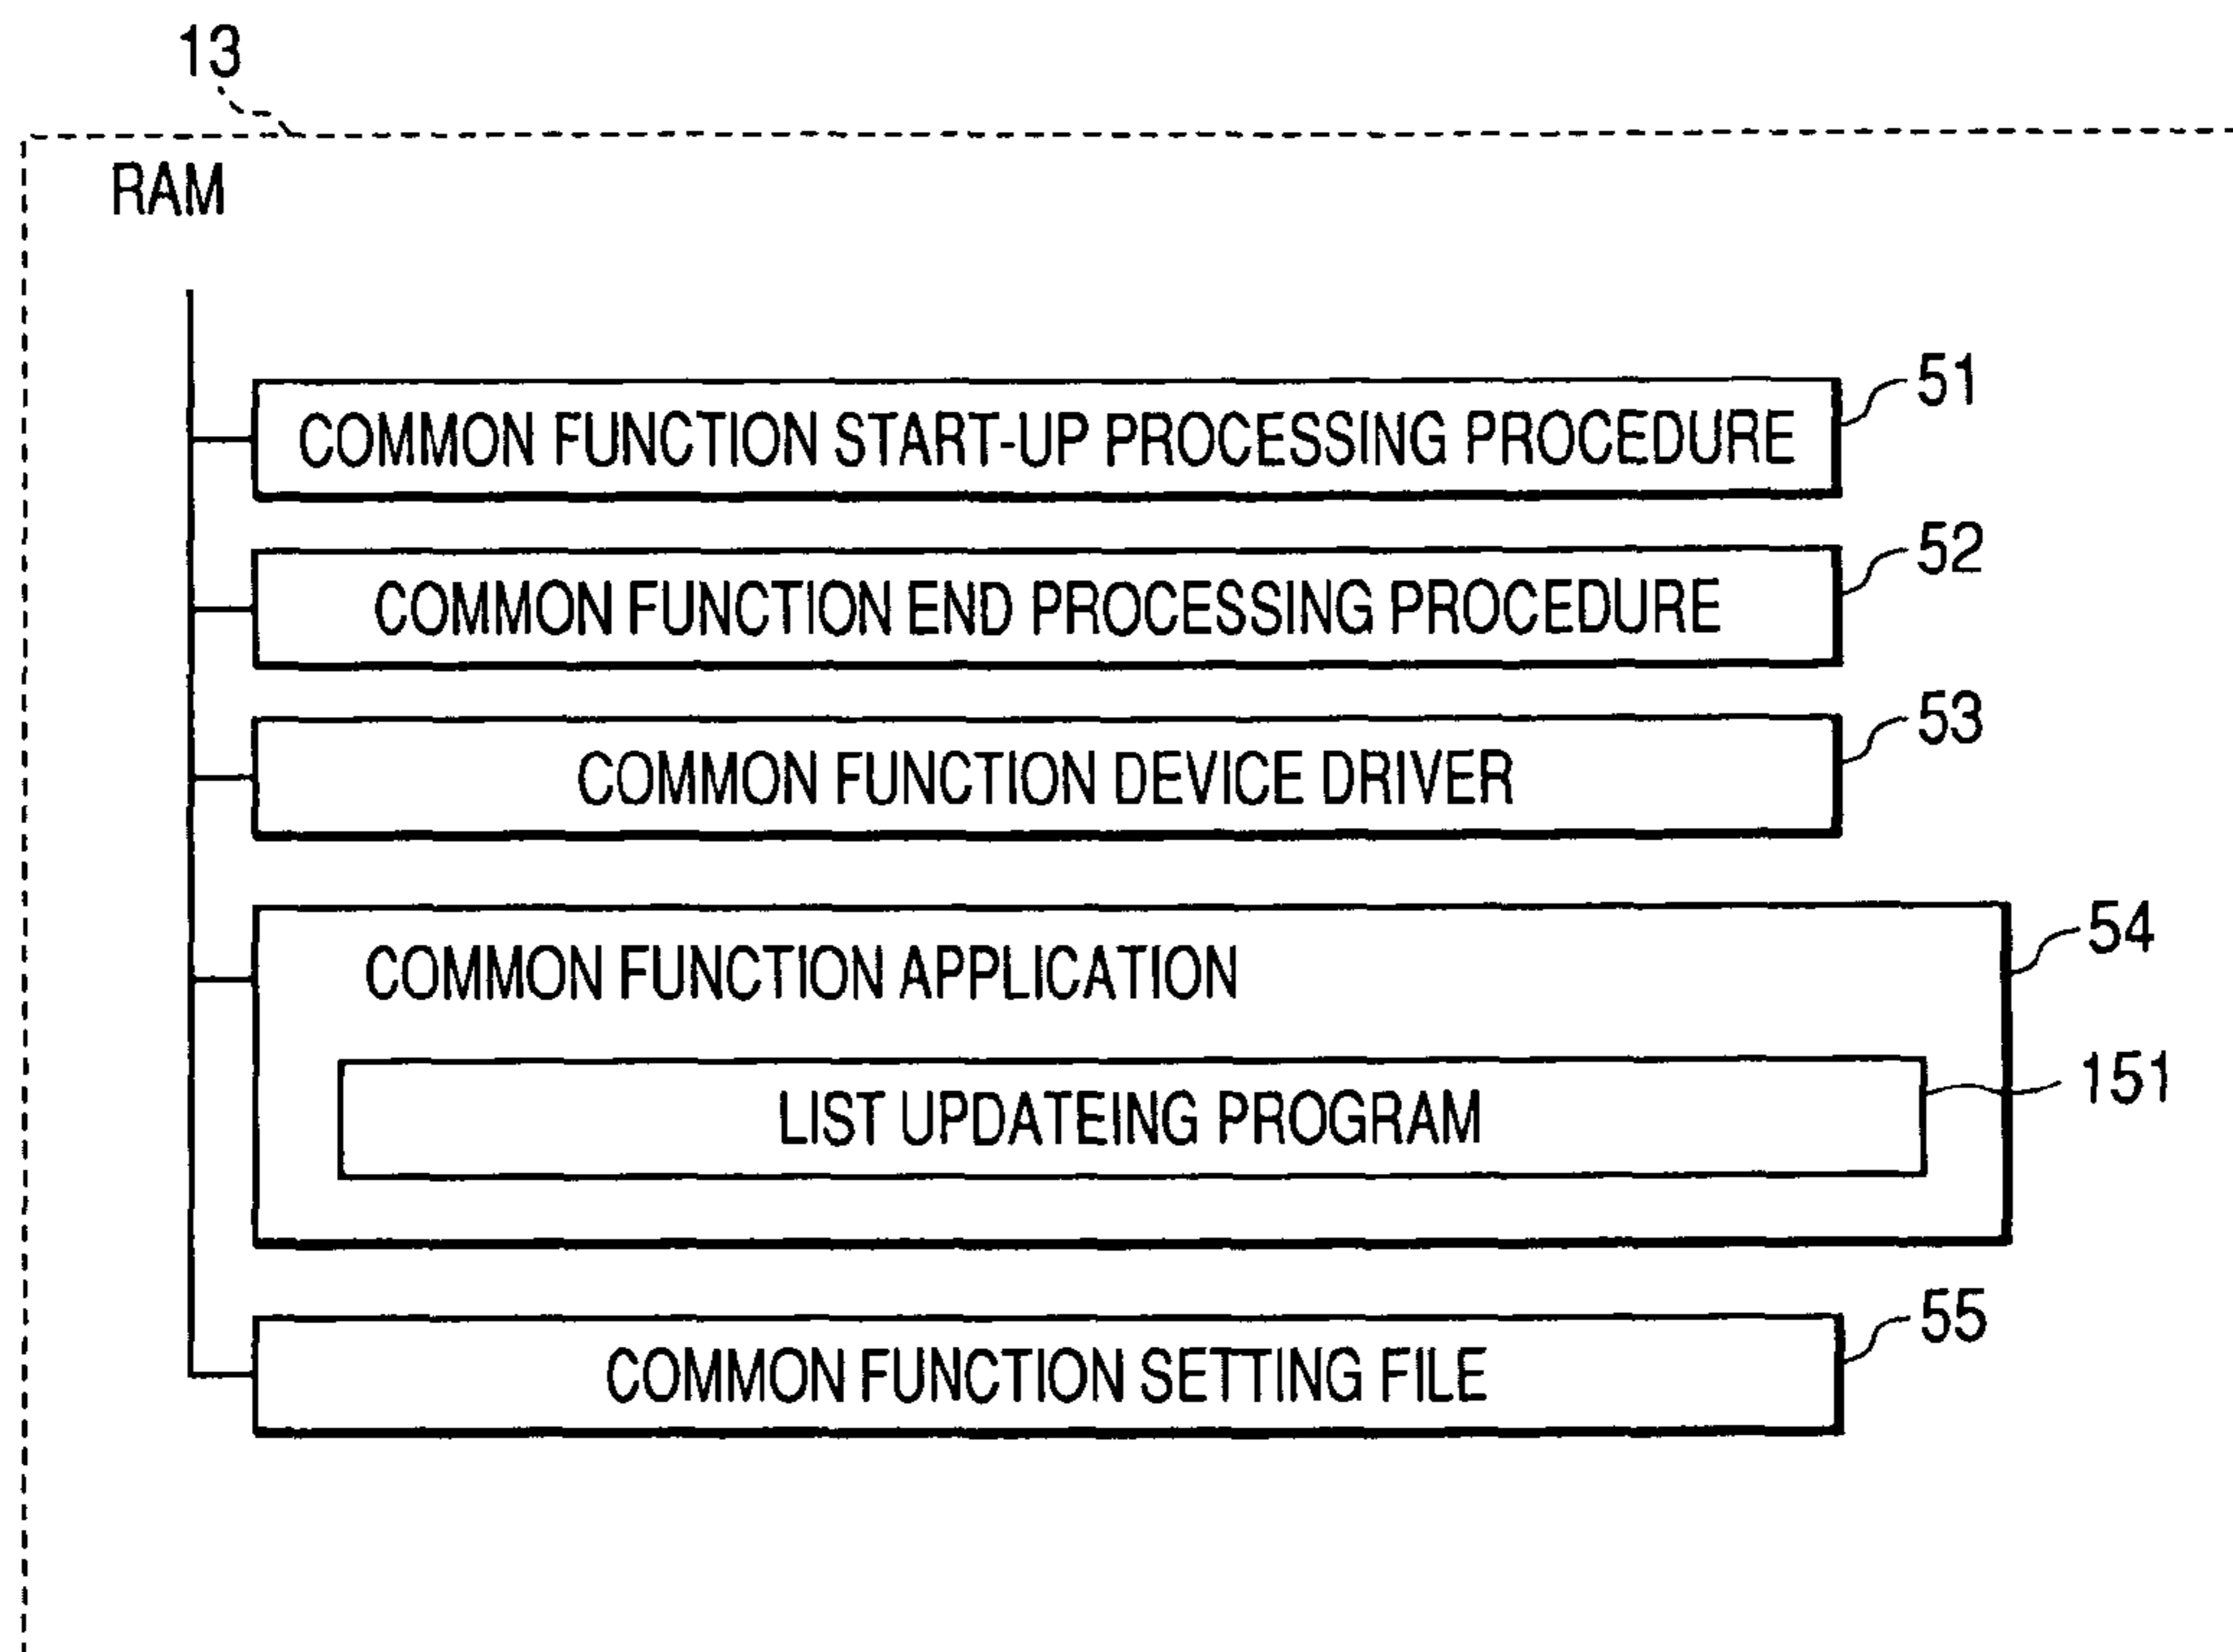 13
RAM
COMMON FUNCTION START-UP PROCESSING PROCEDURE
51
COMMON FUNCTION END PROCESSING PROCEDURE
52
COMMON FUNCTION DEVICE DRIVER
53
COMMON FUNCTION APPLICATION
54
LIST UPDATEING PROGRAM
151
COMMON FUNCTION SETTING FILE
55